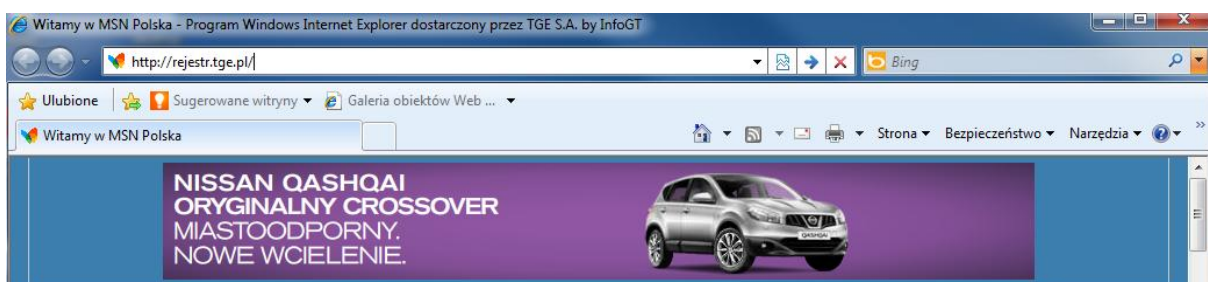 Witamy w MSN Polska - Program Windows Internet Explorer dostarczony przez TGE S.A. by InfoGT
http://rejestr.tge.pl/
Bing
Ulubione Sugerowane witryny Galeria obiektów Web ...
Witamy w MSN Polska
Strona Bezpieczeństwo Narzędzia »
NISSAN QASHQAI
ORYGINALNY CROSSOVER
MIASTOODPORNY.
NOWE WCIELENIE.
QASHQAI